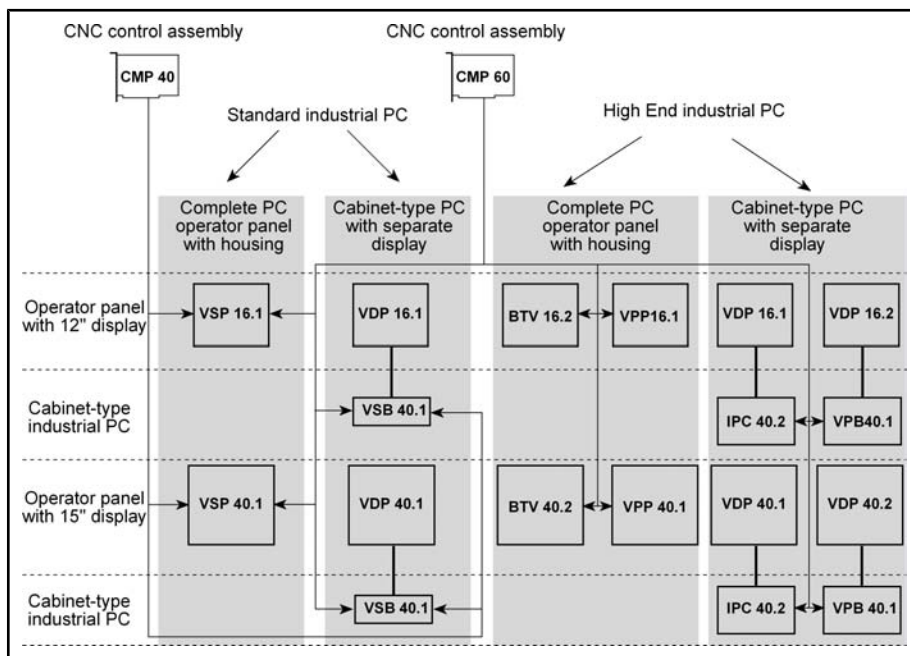 CNC control assembly
CNC control assembly
CMP 40
CMP 60
Standard industrial PC
High End industrial PC
Complete PC
operator panel
with housing
Cabinet-type PC
with separate
display
Complete PC
operator panel
with housing
Cabinet-type PC
with separate
display
Operator panel
with 12" display
VSP 16.1
VDP 16.1
BTV 16.2
VPP16.1
VDP 16.1
VDP 16.2
Cabinet-type
industrial PC
VSB 40.1
IPC 40.2
VPB40.1
Operator panel
with 15" display
VSP 40.1
VDP 40.1
BTV 40.2
VPP 40.1
VDP 40.1
VDP 40.2
Cabinet-type
industrial PC
VSB 40.1
IPC 40.2
VPB 40.1